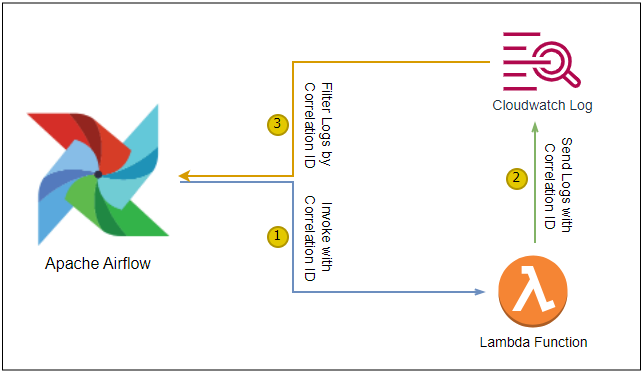 Cloudwatch Log
Filter Logs by
Correlation ID
3
Send Logs with
Correlation ID
2
Invoke with
Correlation ID
1
Apache Airflow
λ
Lambda Function